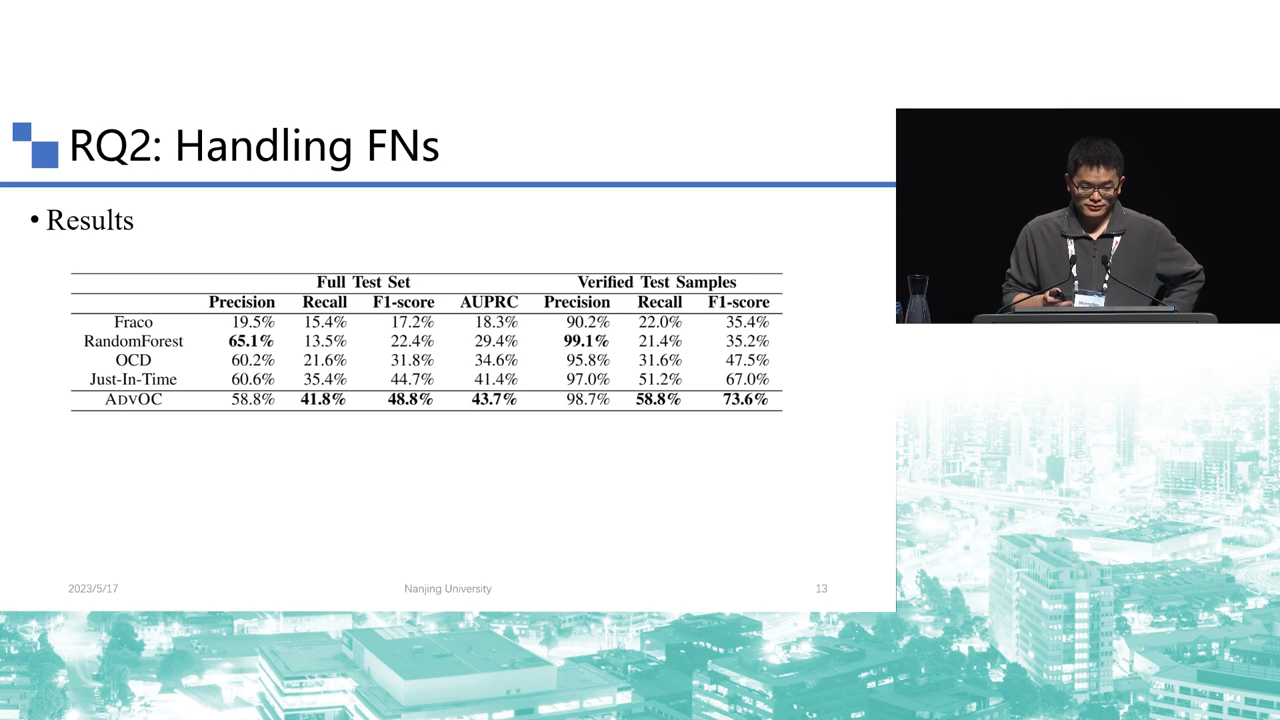 RQ2: Handling FNs
• Results
Full Test Set Verified Test Samples
Precision Recall F1-score AUPRC Precision Recall F1-score
Fraco 19.5% 15.4% 17.2% 18.3% 90.2% 22.0% 35.4%
RandomForest 65.1% 13.5% 22.4% 29.4% 99.1% 21.4% 35.2%
OCD 60.2% 21.6% 31.8% 34.6% 95.8% 31.6% 47.5%
Just-In-Time 60.6% 35.4% 44.7% 41.4% 97.0% 51.2% 67.0%
ADVOC 58.8% 41.8% 48.8% 43.7% 98.7% 58.8% 73.6%
2023/5/17 Nanjing University 13